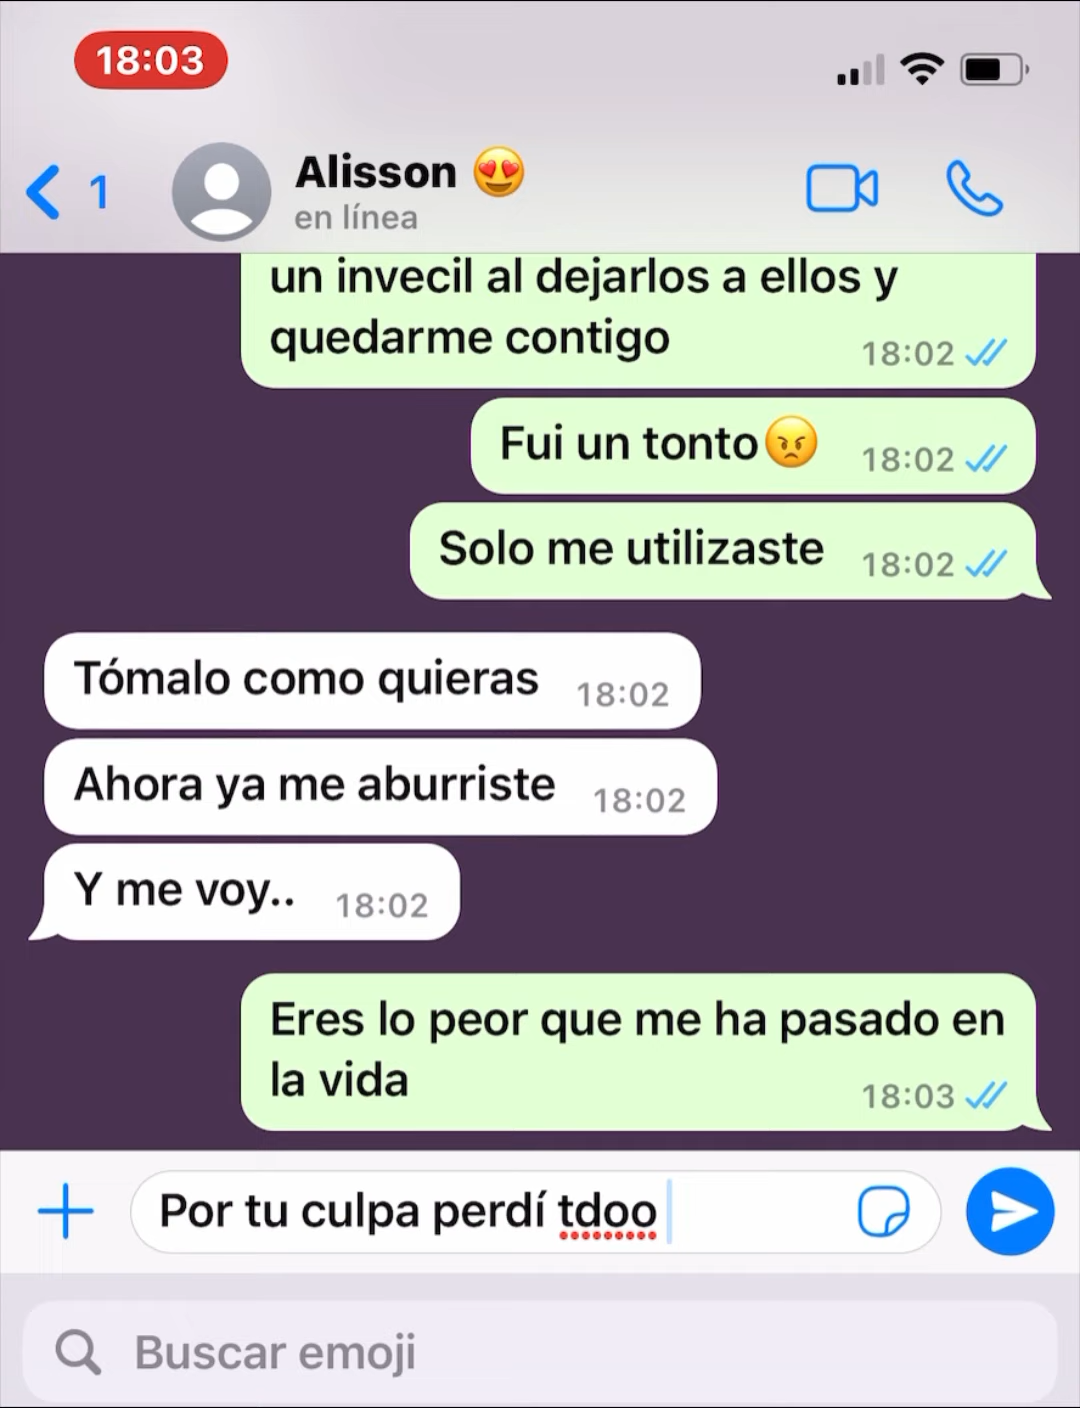 18:03
1
Alisson 😍
en línea
un invecil al dejarlos a ellos y
quedarme contigo
18:02
Fui un tonto😠
18:02
Solo me utilizaste
18:02
Tómalo como quieras
18:02
Ahora ya me aburriste
18:02
Y me voy..
18:02
Eres lo peor que me ha pasado en
la vida
18:03
Por tu culpa perdí tdoo
Buscar emoji